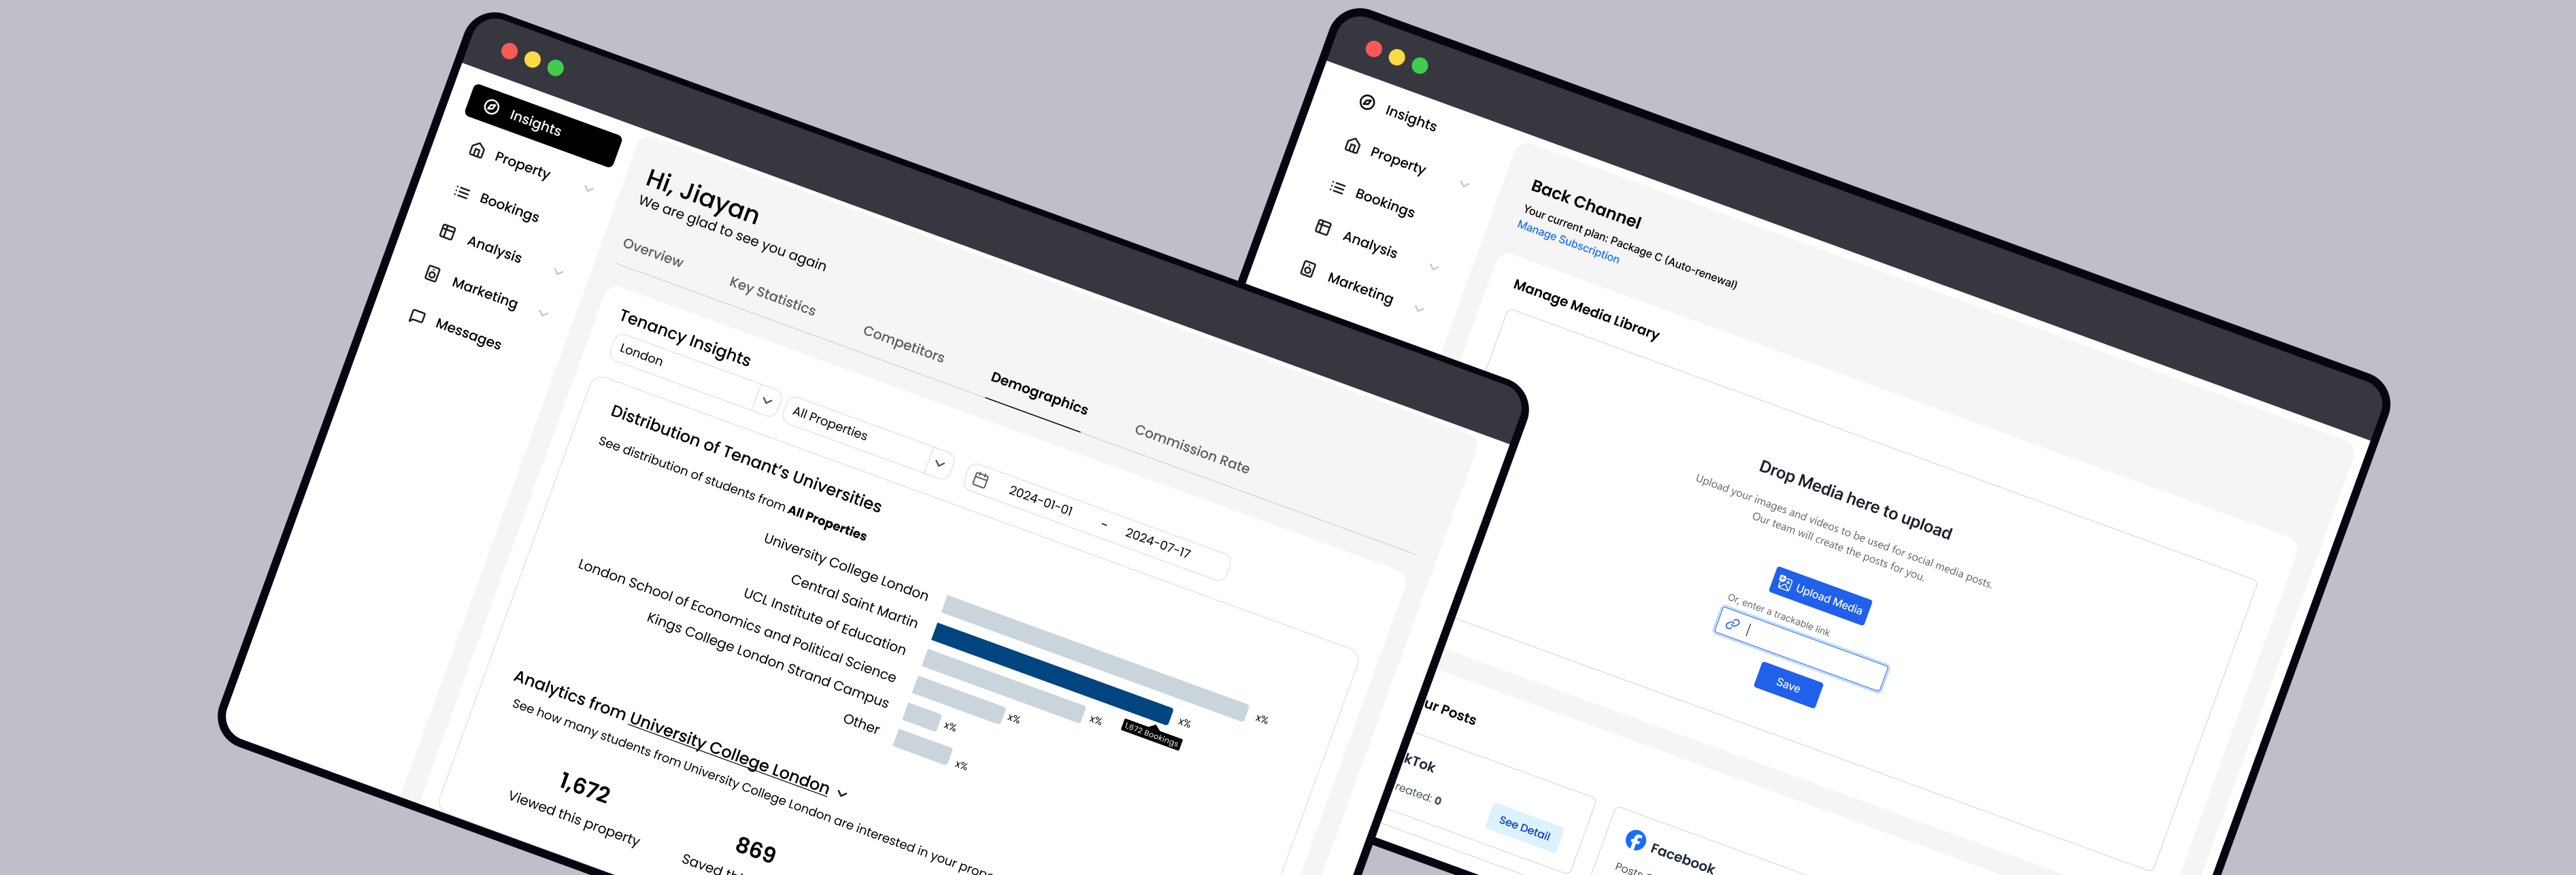 Insights
Property
Bookings
Analysis
Marketing
Messages
Hi, Jiayan
We are glad to see you again
Overview
Key Statistics
Competitors
Demographics
Commission Rate
Tenancy Insights
London
All Properties
2024-01-01 - 2024-07-17
Distribution of Tenant's Universities
See distribution of students from All Properties
University College London x%
Central Saint Martin x%
1,672 Bookings
UCL Institute of Education x%
London School of Economics and Political Science x%
Kings College London Strand Campus x%
Other x%
Analytics from University College London
See how many students from University College London are interested in your
1,672
Viewed this property
869
Saved
Insights
Property
Bookings
Analysis
Marketing
Back Channel
Your current plan: Package C (Auto-renewal)
Manage Subscription
Manage Media Library
Drop Media here to upload
Upload your images and videos to be used for social media posts.
Our team will create the posts for you.
Upload Media
Or, enter a trackable link
Save
ur Posts
kTok
reated: 0
See Detail
Facebook
Posts